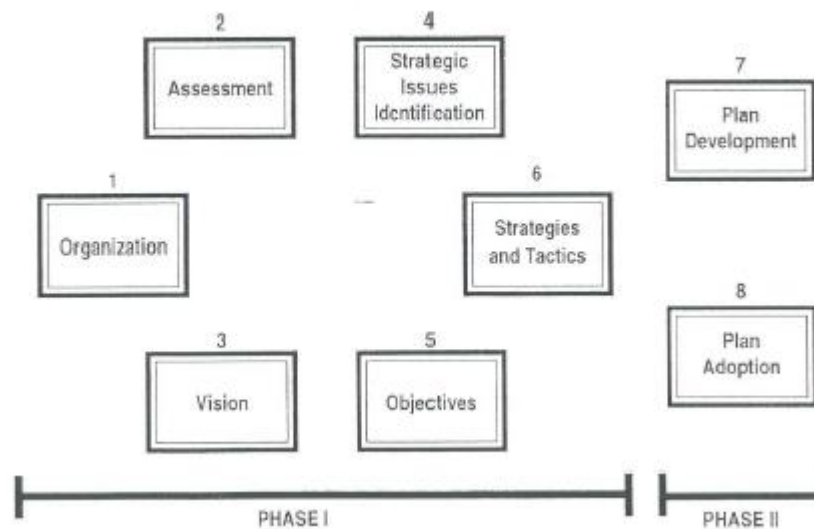 1
Organization
2
Assessment
3
Vision
4
Strategic
Issues
Identification
5
Objectives
6
Strategies
and Tactics
7
Plan
Development
8
Plan
Adoption
PHASE I
PHASE II